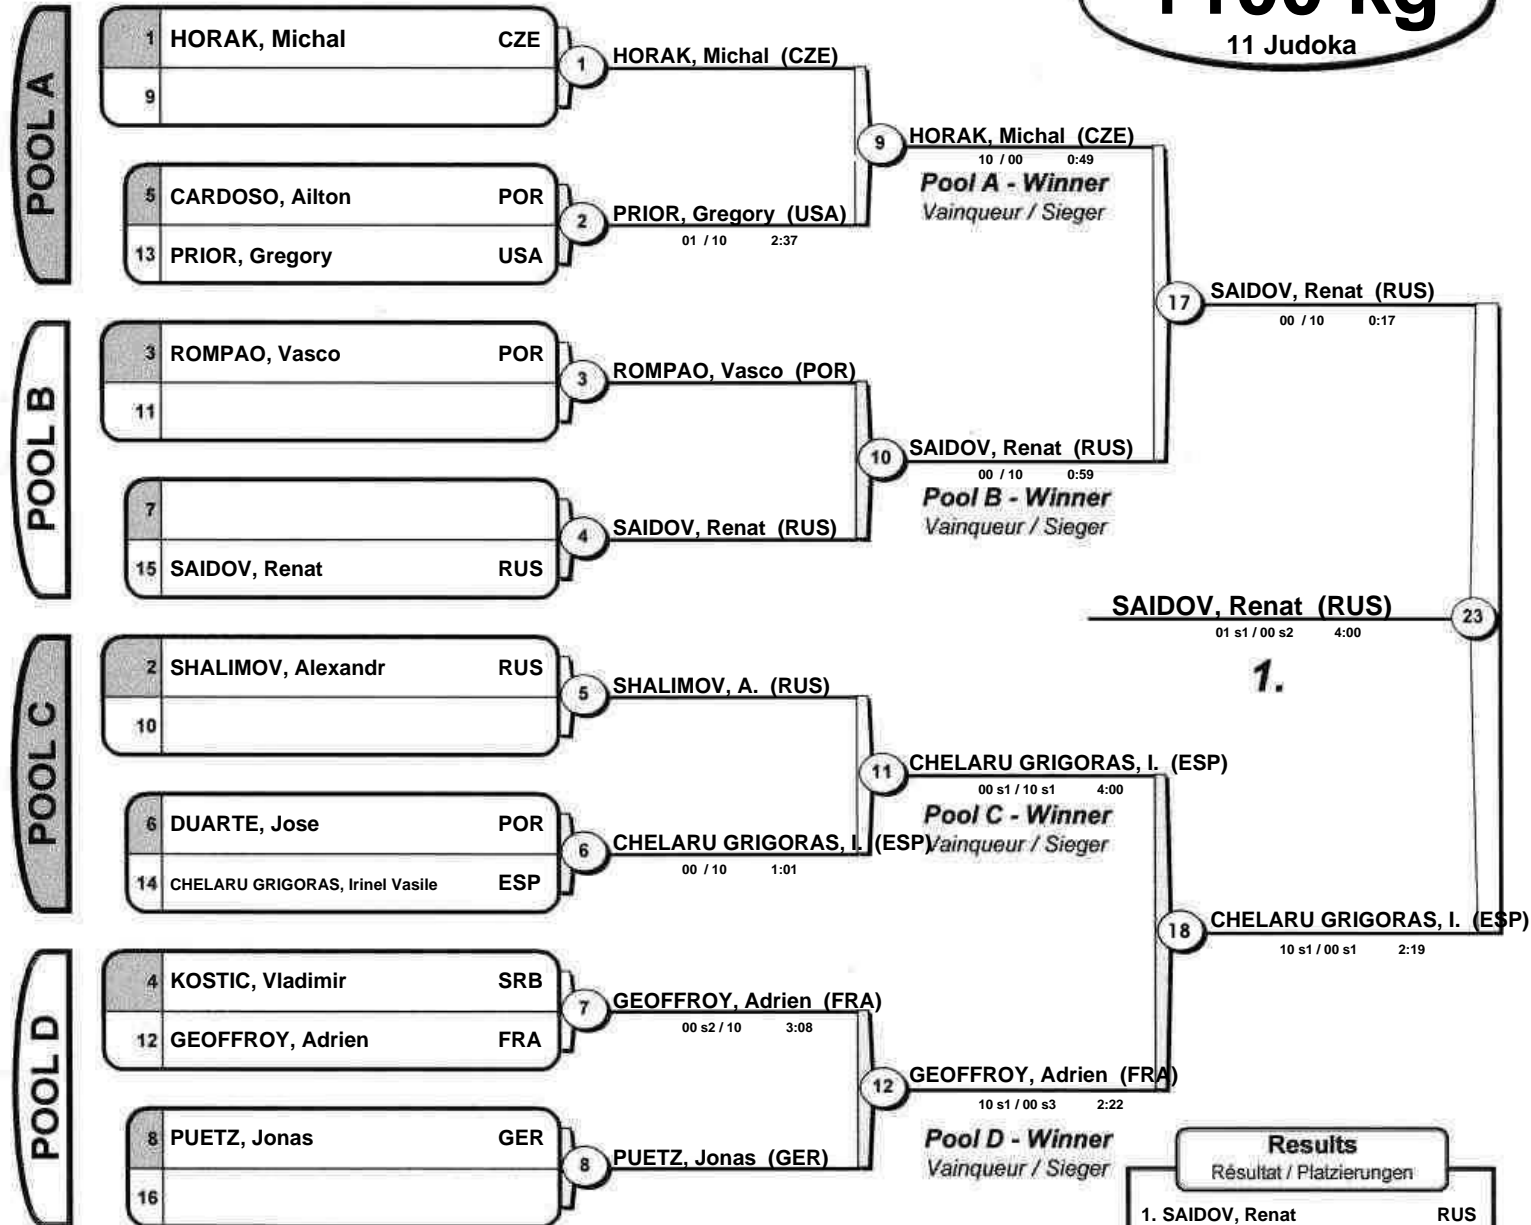 +100 kg
11 Judoka
POOL A
1 HORAK, Michal CZE
9
1 HORAK, Michal (CZE)
5 CARDOSO, Ailton POR
13 PRIOR, Gregory USA
2 PRIOR, Gregory (USA)
01 / 10 2:37
9 HORAK, Michal (CZE)
10 / 00 0:49
Pool A - Winner
Vainqueur / Sieger
POOL B
3 ROMPAO, Vasco POR
11
3 ROMPAO, Vasco (POR)
7
15 SAIDOV, Renat RUS
4 SAIDOV, Renat (RUS)
10 SAIDOV, Renat (RUS)
00 / 10 0:59
Pool B - Winner
Vainqueur / Sieger
17 SAIDOV, Renat (RUS)
00 / 10 0:17
SAIDOV, Renat (RUS) 23
01 s1 / 00 s2 4:00
1.
POOL C
2 SHALIMOV, Alexandr RUS
10
5 SHALIMOV, A. (RUS)
6 DUARTE, Jose POR
14 CHELARU GRIGORAS, Irinel Vasile ESP
6 CHELARU GRIGORAS, I. (ESP)
00 / 10 1:01
11 CHELARU GRIGORAS, I. (ESP)
00 s1 / 10 s1 4:00
Pool C - Winner
Vainqueur / Sieger
18 CHELARU GRIGORAS, I. (ESP)
10 s1 / 00 s1 2:19
POOL D
4 KOSTIC, Vladimir SRB
12 GEOFFROY, Adrien FRA
7 GEOFFROY, Adrien (FRA)
00 s2 / 10 3:08
8 PUETZ, Jonas GER
16
8 PUETZ, Jonas (GER)
12 GEOFFROY, Adrien (FRA)
10 s1 / 00 s3 2:22
Pool D - Winner
Vainqueur / Sieger
Results
Résultat / Platzierungen
1. SAIDOV, Renat RUS